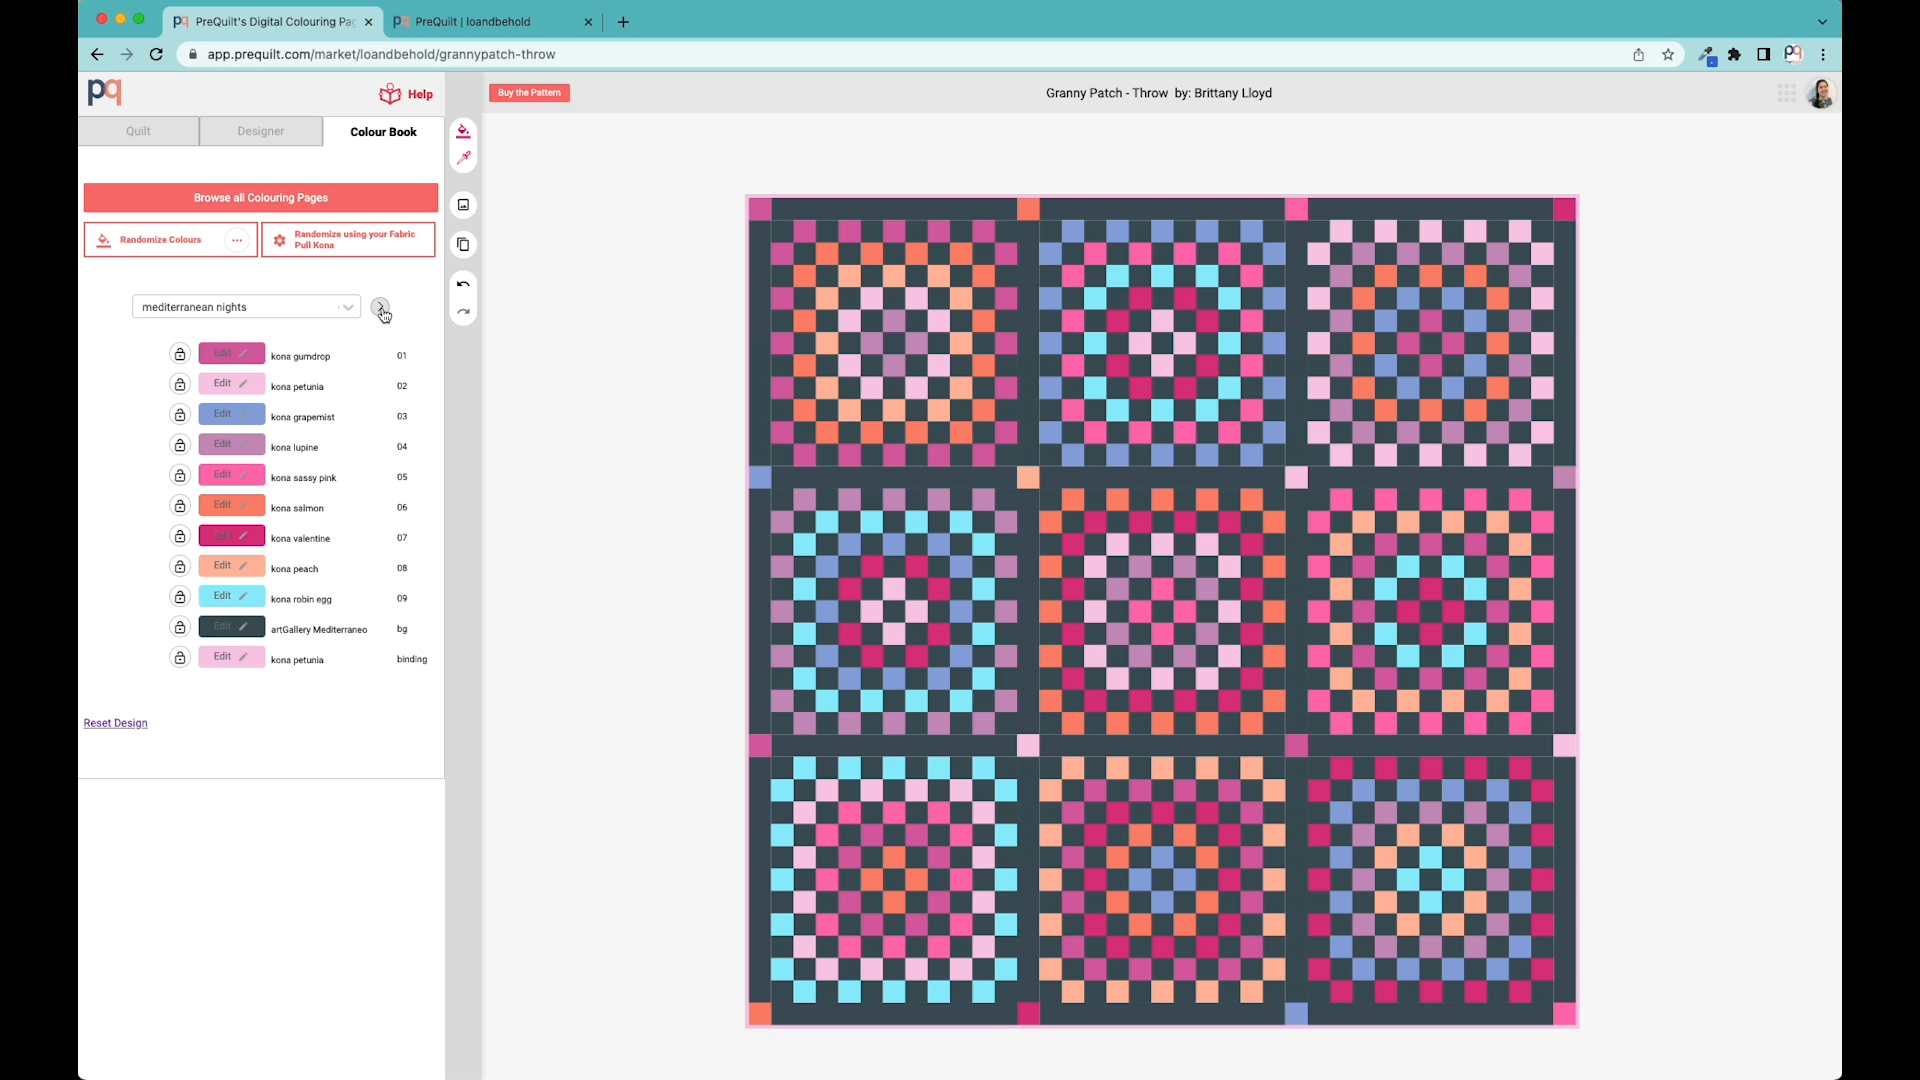 PreQuilt's Digital Colouring Pag
PreQuilt | loandbehold
app.prequilt.com/market/loandbehold/grannypatch-throw
pq
Help
Buy the Pattern
Granny Patch - Throw by: Brittany Lloyd
Quilt
Designer
Colour Book
Browse all Colouring Pages
Randomize Colours
Randomize using your Fabric
Pull Kona
mediterranean nights
Edit kona gumdrop 01
Edit kona petunia 02
Edit kona grapemist 03
Edit kona lupine 04
Edit kona sassy pink 05
Edit kona salmon 06
Edit kona valentine 07
Edit kona peach 08
Edit kona robin egg 09
Edit artGallery Mediterraneo bg
Edit kona petunia binding
Reset Design